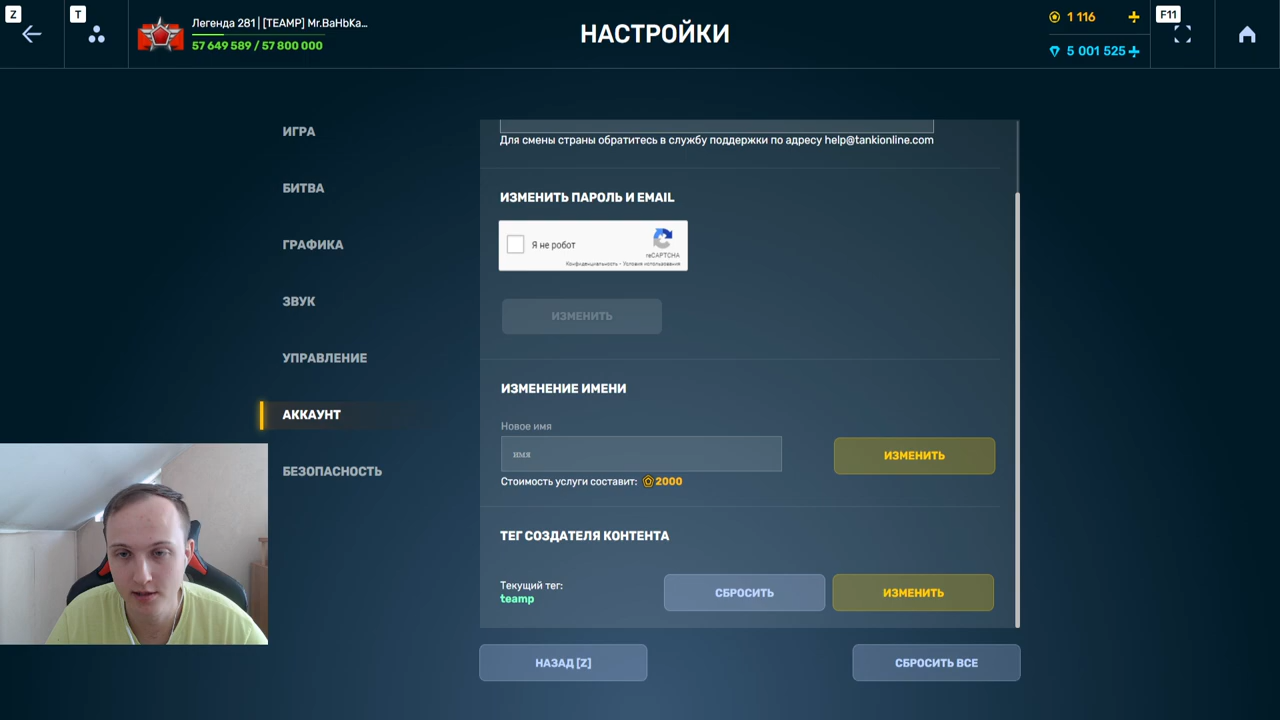 Z
T
Легенда 281 | [TEAMP] Mr.BaHbKa...
57 649 589 / 57 800 000
НАСТРОЙКИ
1 116
5 001 525
F11
ИГРА
БИТВА
ГРАФИКА
ЗВУК
УПРАВЛЕНИЕ
АККАУНТ
БЕЗОПАСНОСТЬ
Для смены страны обратитесь в службу поддержки по адресу help@tankionline.com
ИЗМЕНИТЬ ПАРОЛЬ И EMAIL
Я не робот
reCAPTCHA
Конфиденциальность - Условия использования
ИЗМЕНИТЬ
ИЗМЕНЕНИЕ ИМЕНИ
Новое имя
имя
ИЗМЕНИТЬ
Стоимость услуги составит: 2000
ТЕГ СОЗДАТЕЛЯ КОНТЕНТА
Текущий тег:
teamp
СБРОСИТЬ
ИЗМЕНИТЬ
НАЗАД [Z]
СБРОСИТЬ ВСЕ